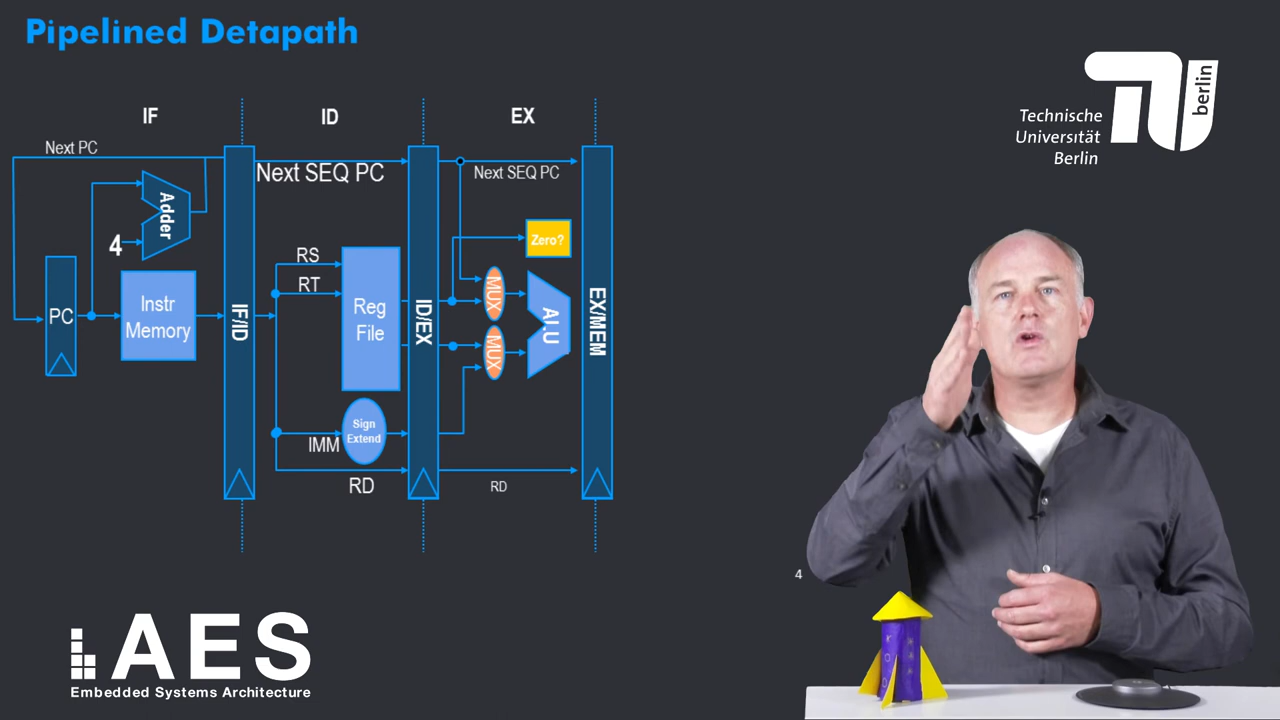 Pipelined Detapath
IF
ID
EX
Next PC
Next SEQ PC
Next SEQ PC
Adder
4
Zero?
RS
RT
MUX
PC
Instr
Memory
IF/ID
Reg
File
ID/EX
MUX
ALU
EX/MEM
Sign
Extend
IMM
RD
RD
4
Technische
Universität
Berlin
berlin
AES
Embedded Systems Architecture